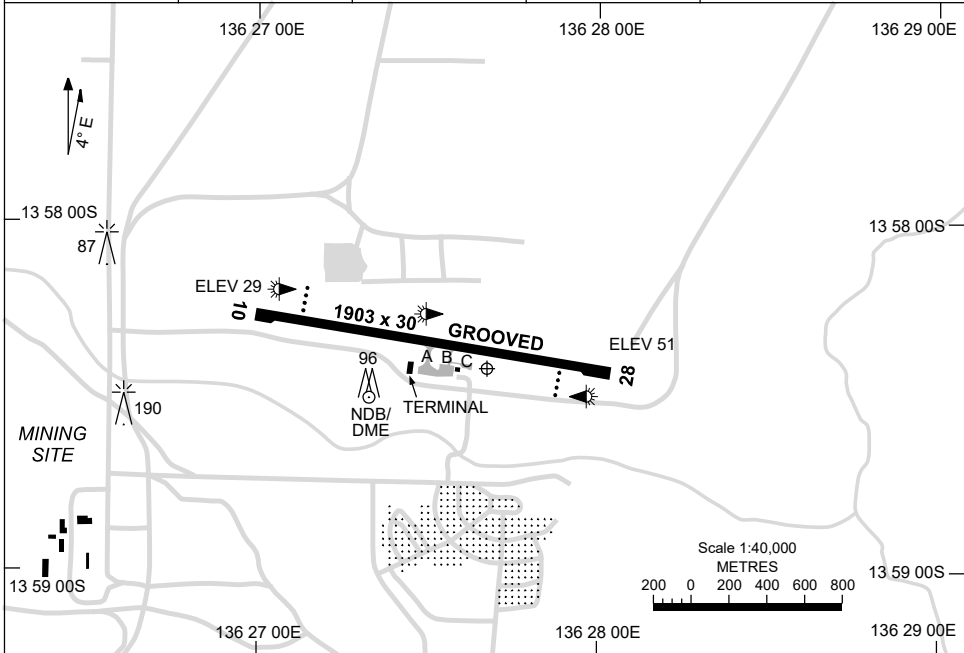 136 27 00E
136 28 00E
136 29 00E
4° E
13 58 00S
13 58 00S
87
ELEV 29
10
1903 x 30
GROOVED
ELEV 51
28
96
A
B
C
NDB/
DME
TERMINAL
190
MINING
SITE
Scale 1:40,000
METRES
200 0 200 400 600 800
13 59 00S
13 59 00S
136 27 00E
136 28 00E
136 29 00E